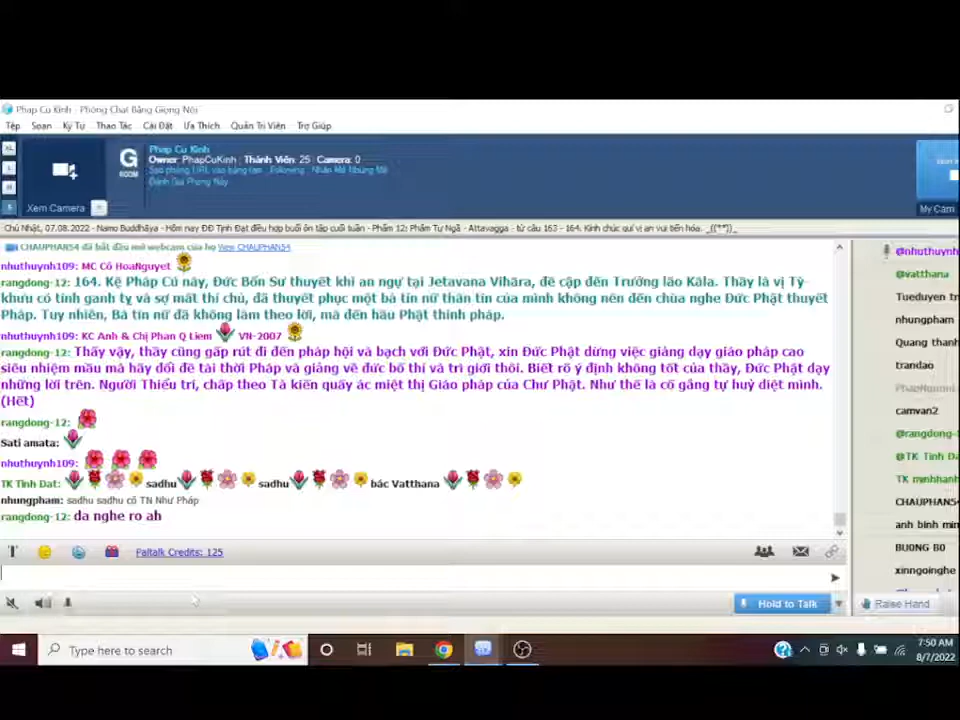 Phap Cu Kinh - Phòng Chat Bằng Giọng Nói
Tệp Soạn Ký Tự Thao Tác Cài Đặt Ưa Thích Quản Trị Viên Trợ Giúp
Phap Cu Kinh
Owner: PhapCuKinh | Thành Viên: 25 Camera: 0
G
ROOM
Đánh Giá Phòng Này
Xem Camera
My Cam
Chủ Nhật, 07.08.2022 - Namo Buddhāya - Hôm nay ĐĐ Tịnh Đạt điều hợp buổi ôn tập cuối tuần - Phẩm 12: Phẩm Tự Ngã - Attavagga - từ câu 163 - 164. Kính chúc quí vị an vui tiến hóa. _((**))_
CHAUPHAN54 đã bắt đầu mở webcam của họ View CHAUPHAN54
nhuthuynh109: MC Cô HoaNguyet
rangdong-12: 164. Kệ Pháp Cú này, Đức Bổn Sư thuyết khi an ngự tại Jetavana Vihāra, đề cập đến Trưởng lão Kāla. Thầy là vị Tỳ
khưu có tính ganh tỵ và sợ mất thí chủ, đã thuyết phục một bà tín nữ thân tín của mình không nên đến chùa nghe Đức Phật thuyết
Pháp. Tuy nhiên, Bà tín nữ đã không làm theo lời, mà đến hầu Phật thính pháp.
nhuthuynh109: KC Anh & Chị Phan Q Liem VN-2007
rangdong-12: Thấy vậy, thầy cũng gấp rút đi đến pháp hội và bạch với Đức Phật, xin Đức Phật dừng việc giảng dạy giáo pháp cao
siêu nhiệm mầu mà hãy đổi đề tài thời Pháp và giảng về đức bố thí và trì giới thôi. Biết rõ ý định không tốt của thầy, Đức Phật dạy
những lời trên. Người Thiểu trí, chấp theo Tà kiến quấy ác miệt thị Giáo pháp của Chư Phật. Như thế là cố gắng tự huỷ diệt mình.
(Hết)
rangdong-12:
Sati amata:
nhuthuynh109:
TK Tinh Dat: sadhu sadhu bác Vatthana
nhungpham: sadhu sadhu cô TN Như Pháp
rangdong-12: da nghe ro ah
@nhuthuynh
@vatthana
Tueduyen tr
nhungpham
Quang thanh
trandao
PhapNguoni
camvan2
@rangdong-
@TK Tinh Da
TK minhhanh
CHAUPHAN5
anh binh min
BUONG B0
xinngoinghe
T Paltalk Credits: 125
Hold to Talk
Raise Hand
Type here to search
7:50 AM
8/7/2022